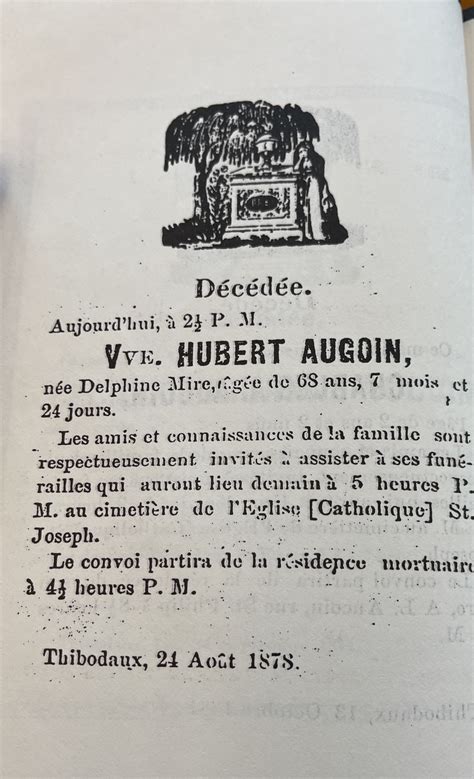 Décédée.
Aujourd'hui, à 2½ P. M.
VVE. HUBERT AUGOIN,
née Delphine Mire, âgée de 68 ans, 7 mois et
24 jours.
Les amis et connaissances de la famille sont
respectueusement invités à assister à ses funé-
railles qui auront lieu demain à 5 heures P.
M. au cimetière de l'Eglise [Catholique] St.
Joseph.
Le convoi partira de la résidence mortuaire
à 4½ heures P. M.
Thibodaux, 24 Août 1878.